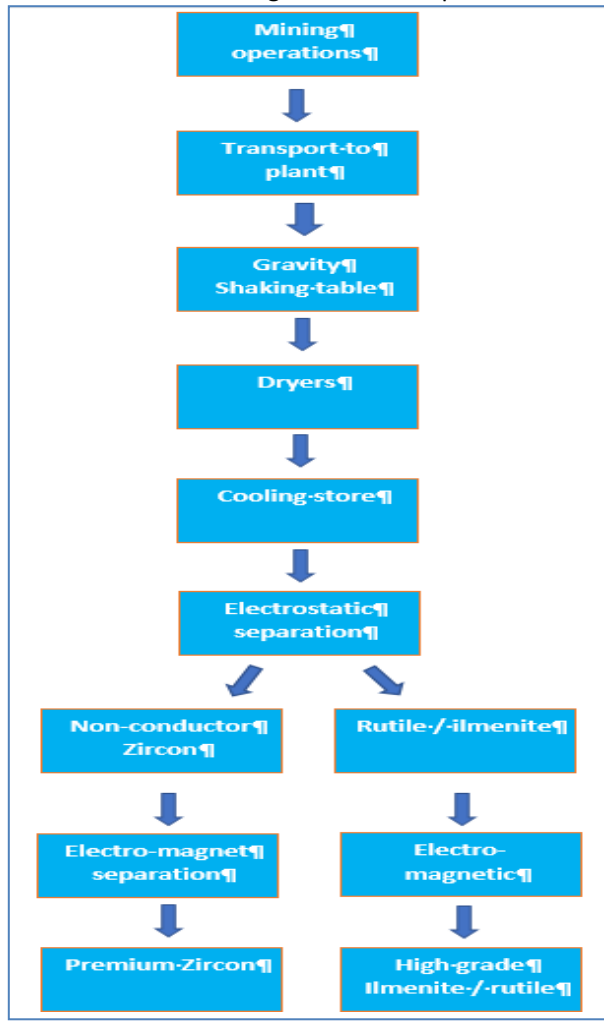 Mining¶
operations¶
Transport·to¶
plant¶
Gravity¶
Shaking·table¶
Dryers¶
Cooling·store¶
Electrostatic¶
separation¶
Non-conductor¶
Zircon¶
Rutile·/·ilmenite¶
Electro-magnet¶
separation¶
Electro-
magnetic¶
Premium·Zircon¶
High·grade¶
Ilmenite·/·rutile¶